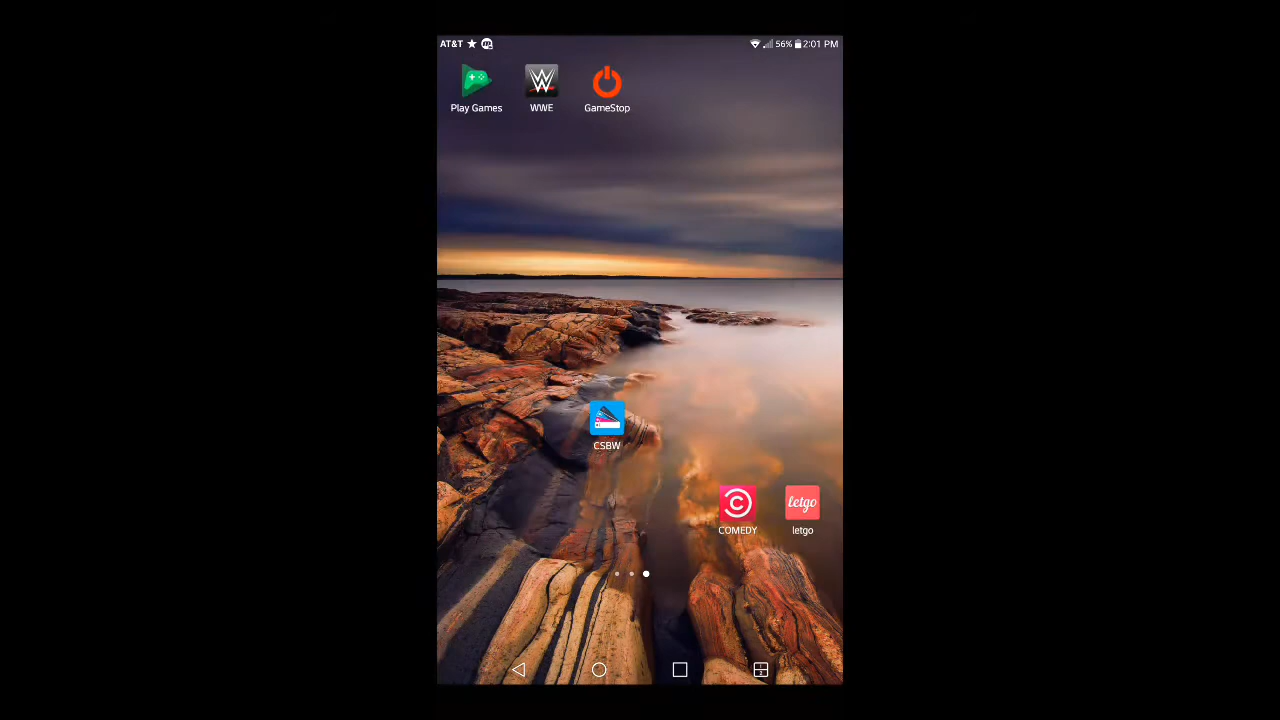 AT&T 56% 2:01 PM
Play Games WWE GameStop
CSBW
letgo
COMEDY letgo